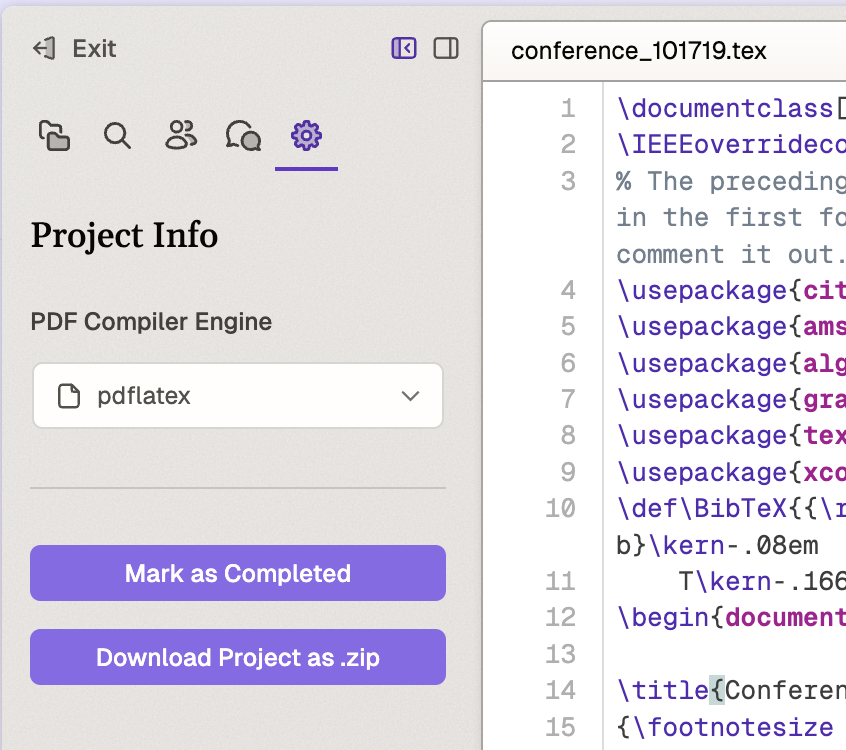 Exit
Project Info
PDF Compiler Engine
pdflatex
Mark as Completed
Download Project as .zip
conference_101719.tex
1 \documentclass[
2 \IEEEoverrideco
3 % The preceding
in the first fo
comment it out.
4 \usepackage{cit
5 \usepackage{ams
6 \usepackage{alg
7 \usepackage{gra
8 \usepackage{tex
9 \usepackage{xco
10 \def\BibTeX{{\r
b}\kern-.08em
11 T\kern-.166
12 \begin{document
13
14 \title{Conferen
15 {\footnotesize